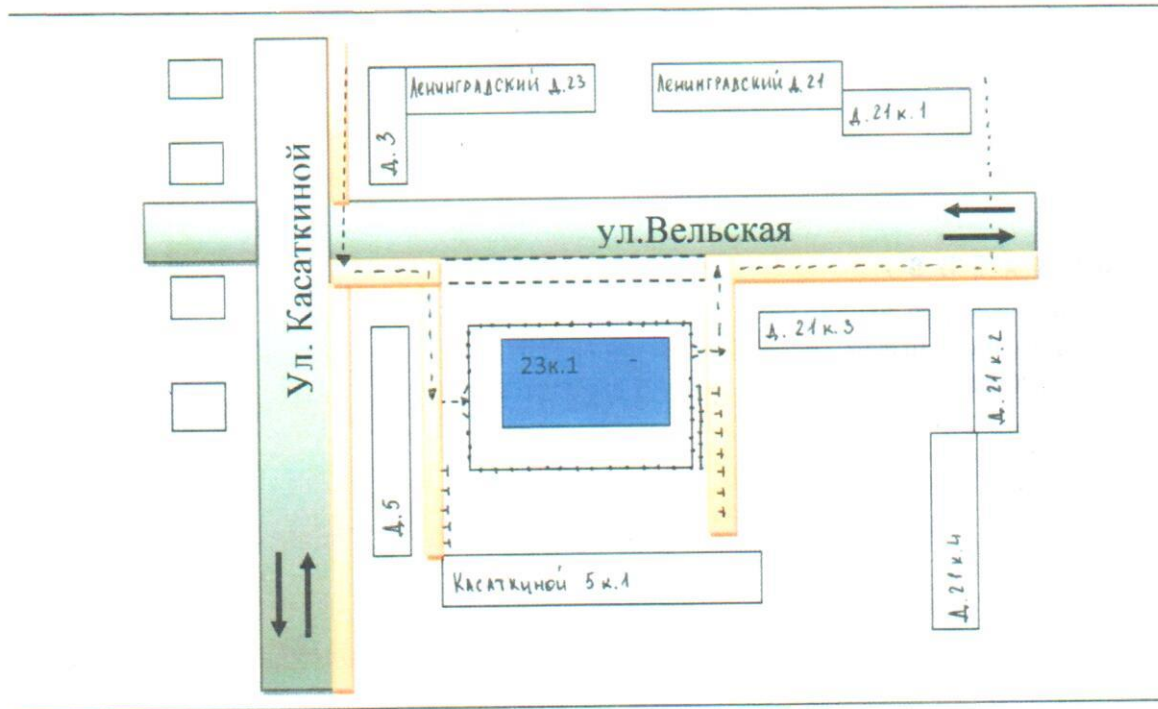 Ленинградский д.23
Ленинградский д.21
д.21 к.1
д.3
Ул. Касаткиной
ул.Вельская
23к.1
д. 21 к.3
д. 21 к.2
д.5
Касаткиной 5 к.1
д. 21 к.4